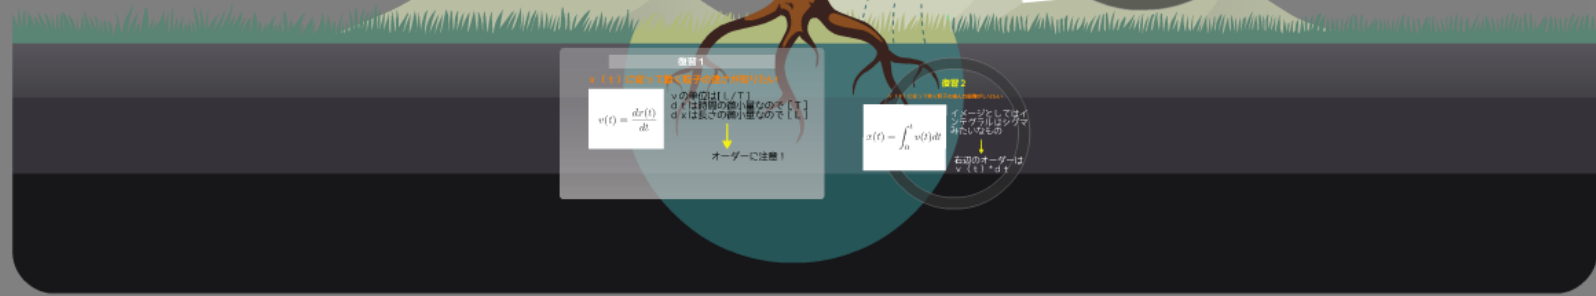 復習1
vの単位は[L/T]
dtは時間の微小量なので[T]
dxは長さの微小量なので[L]
v(t) = dx(t)/dt
オーダーに注意!
復習2
イメージとしてはイ
ンテグラルはシグマ
みたいなもの
x(t) = ∫ v(t)dt
右辺のオーダーは
v(t)*dt